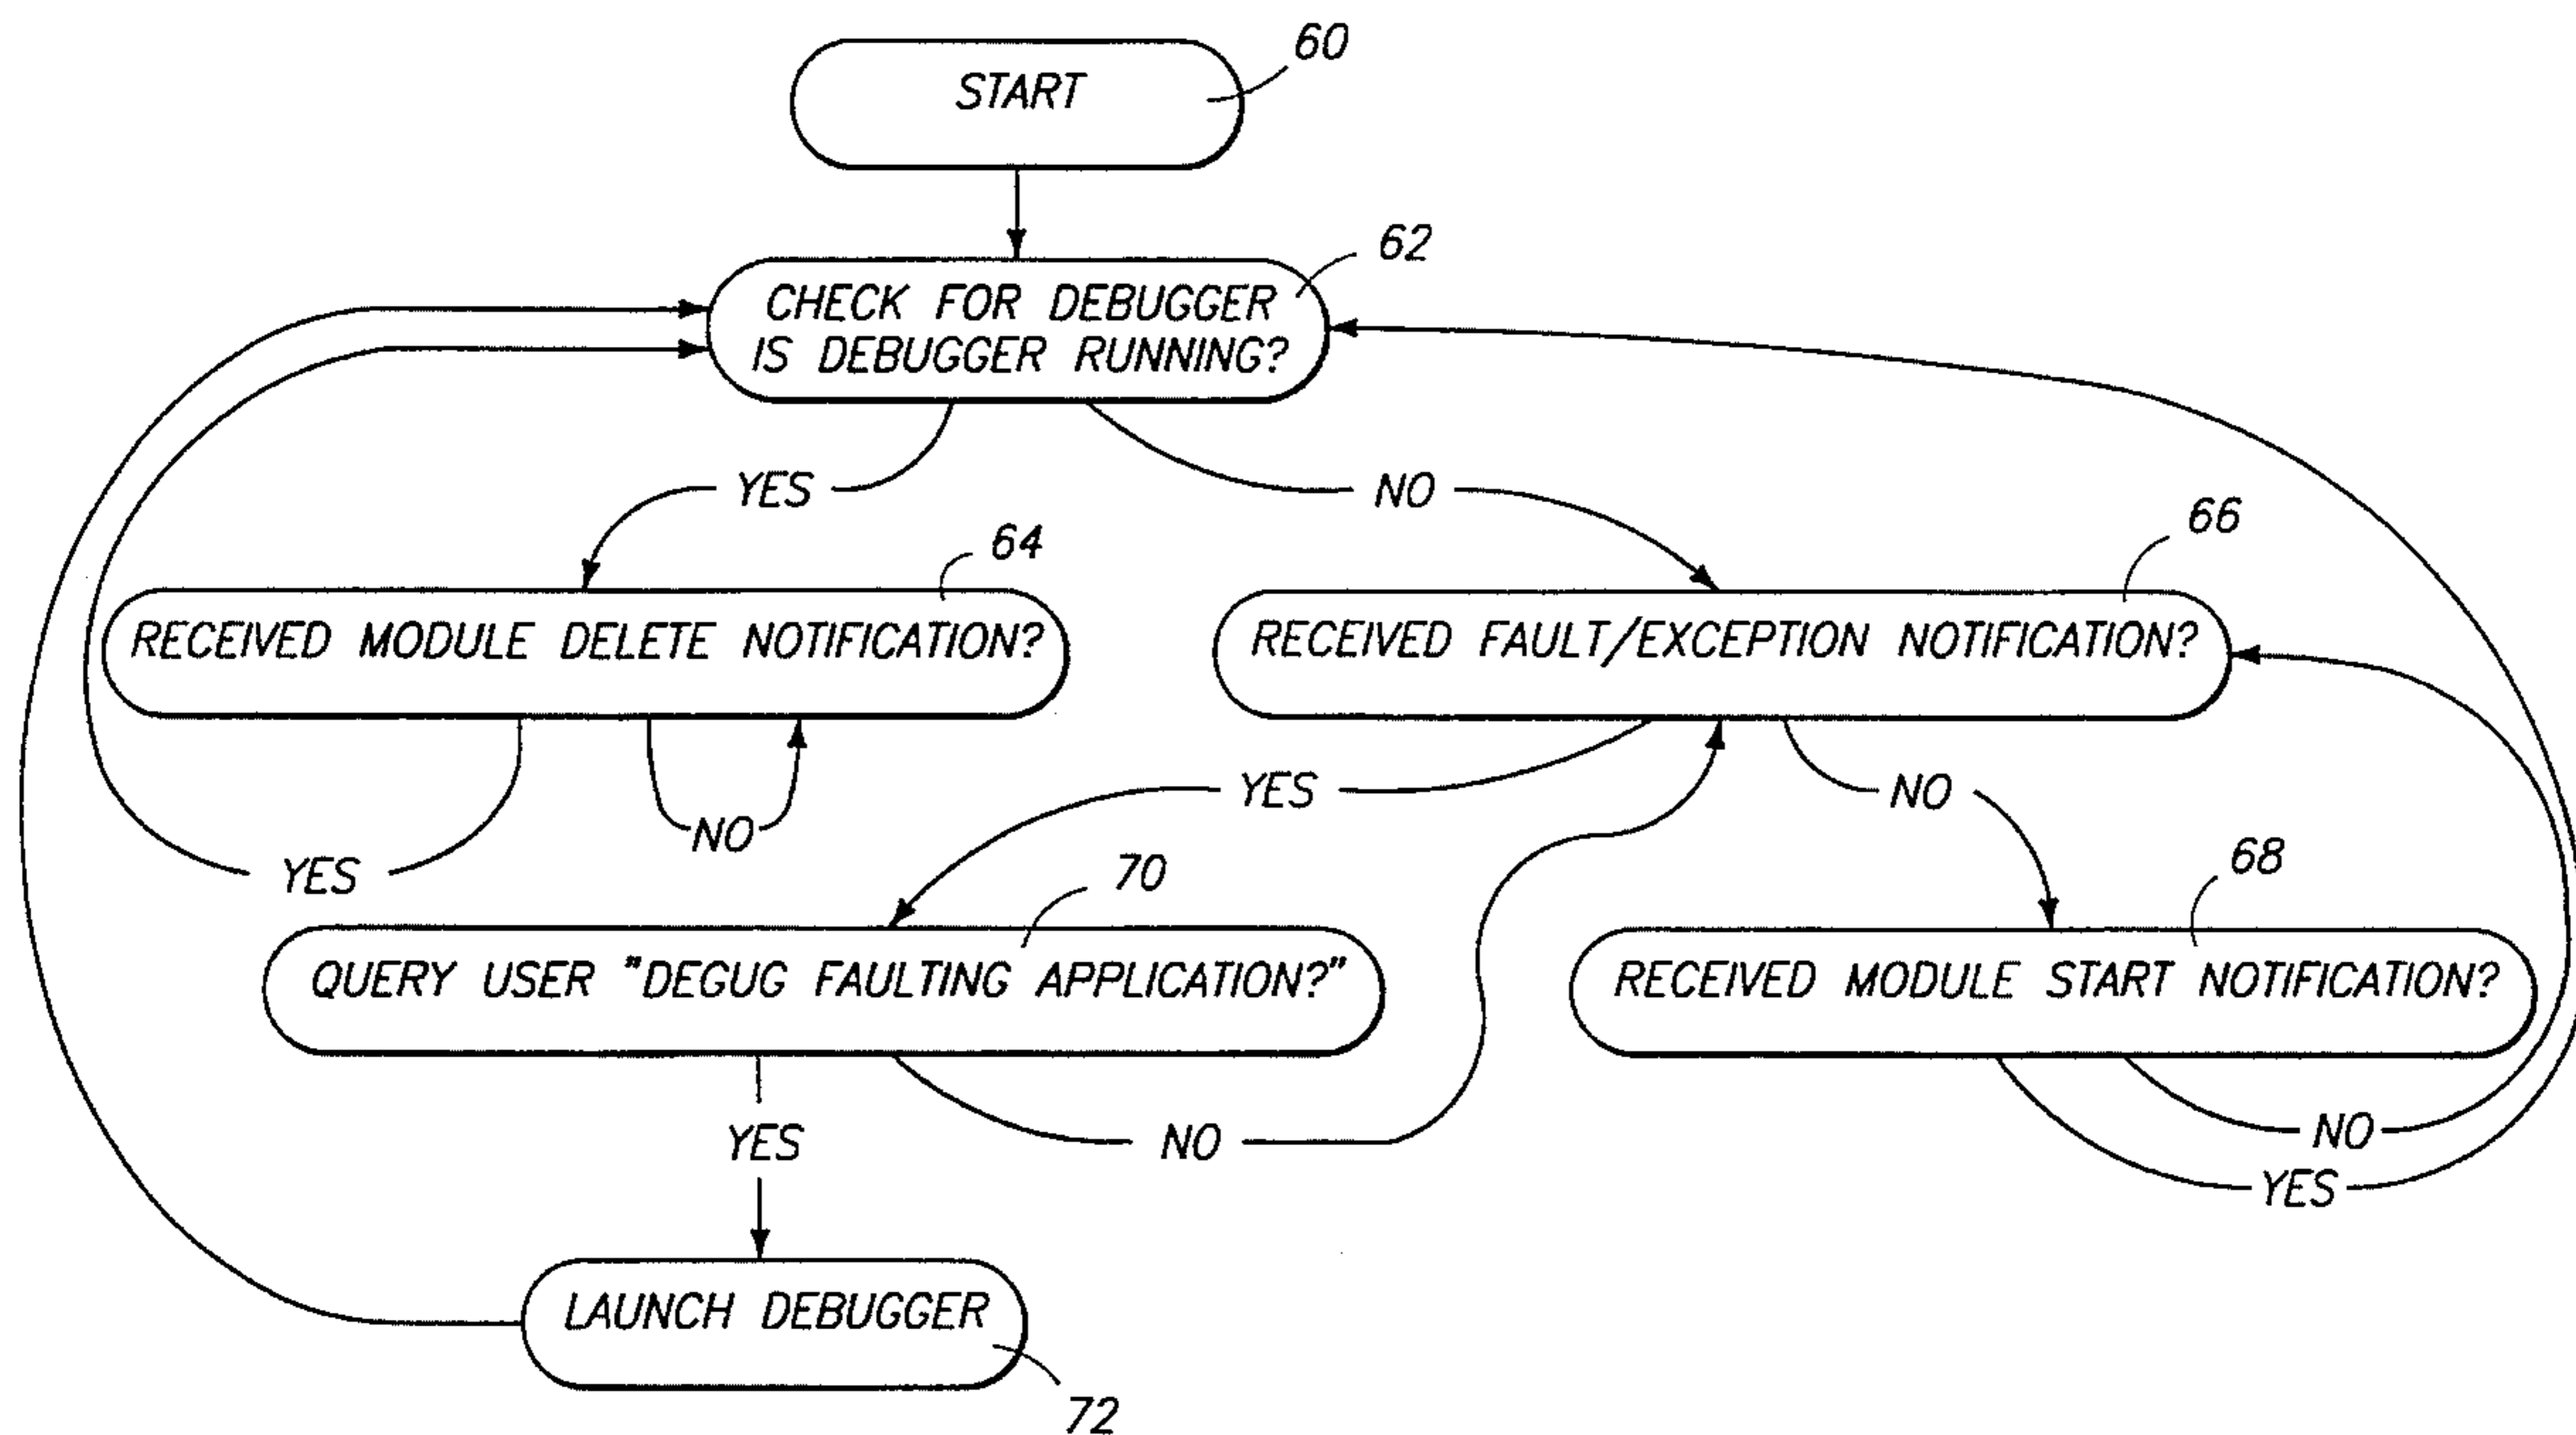 60
START
62
CHECK FOR DEBUGGER
IS DEBUGGER RUNNING?
YES
NO
64
66
RECEIVED MODULE DELETE NOTIFICATION?
RECEIVED FAULT/EXCEPTION NOTIFICATION?
YES
NO
NO
YES
70
68
QUERY USER "DEGUG FAULTING APPLICATION?"
RECEIVED MODULE START NOTIFICATION?
YES
NO
NO
YES
LAUNCH DEBUGGER
72